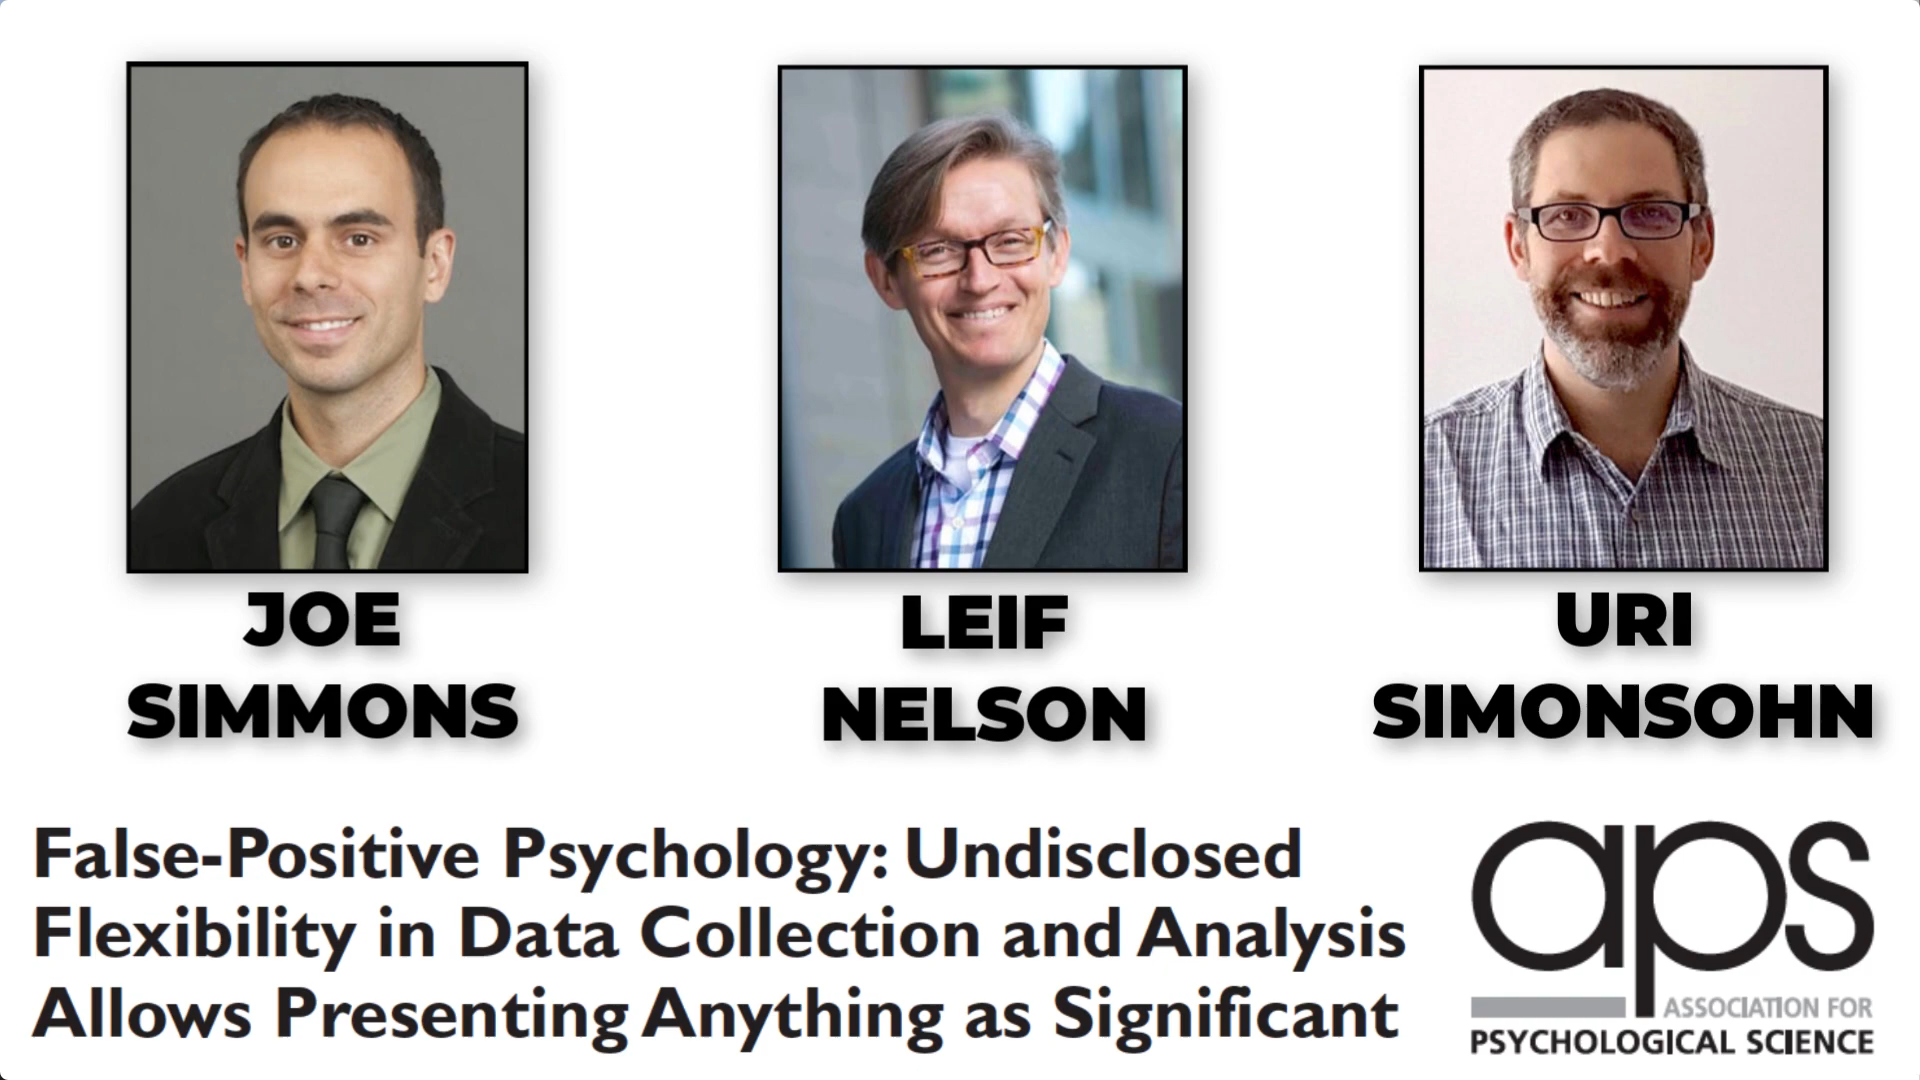 JOE
SIMMONS
LEIF
NELSON
URI
SIMONSOHN
False-Positive Psychology: Undisclosed
Flexibility in Data Collection and Analysis
Allows Presenting Anything as Significant
aps
ASSOCIATION FOR
PSYCHOLOGICAL SCIENCE